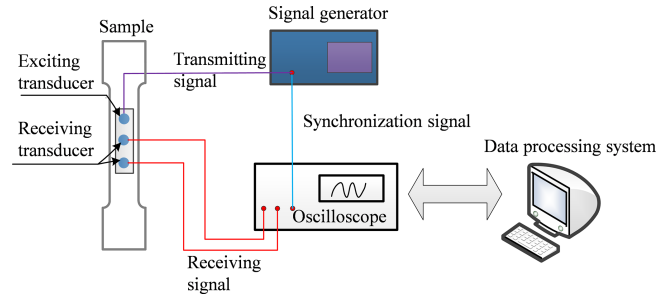 Sample
Signal generator
Exciting
transducer
Transmitting
signal
Receiving
transducer
Synchronization signal
Data processing system
Oscilloscope
Receiving
signal